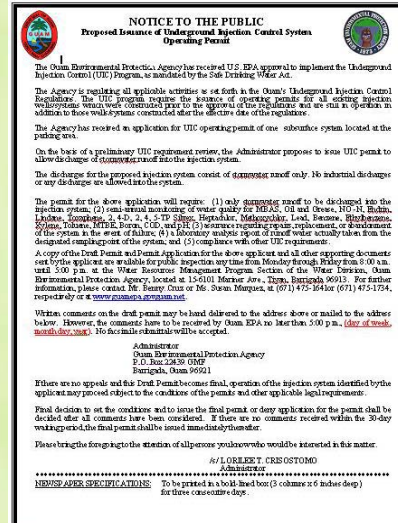 NOTICE TO THE PUBLIC
Proposed Issuance of Underground Injection Control System
Operating Permit
GUAM
The Guam Environmental Protection Agency has received U.S. EPA approval to implement the Underground
Injection Control (UIC) Program, as mandated by the Safe Drinking Water Act.
The Agency is regulating all applicable activities as set forth in the Guam's Underground Injection Control
Regulations. The UIC program requires the issuance of operating permits for all existing injection
wells/systems which were constructed prior to the approval of the regulations and are still in operation in
addition to those wells/systems constructed after the effective date of the regulations.
The Agency has received an application for UIC operating permit of one subsurface system located at the
parking area.
On the basis of a preliminary UIC requirement review, the Administrator proposes to issue UIC permit to
allow discharges of stormwater runoff into the injection system.
The discharges for the proposed injection system consist of stormwater runoff only. No industrial discharges
or any discharges are allowed into the system.
The permit for the above injection system will require: (1) only stormwater runoff to be discharged into the
injection system; (2) semi-annual monitoring of water quality for MBAS, Oil and Grease, NO-N, Endrin,
Lindane, Toxaphene, 2, 4-D, 2, 4, 5-TP Silvex, Heptachlor, Methoxychlor, Lead, Benzene, Ethylbenzene,
Xylene, Toluene, MTBE, Boron, COD, and pH; (3) assurance regarding repairs, replacement, or abandonment
of the system in the event of failure; (4) a laboratory analysis report of runoff water actually taken from the
designated sampling point of the system; and (5) compliance with other UIC requirements.
A copy of the Draft Permit and Permit Application for the above applicant and all other supporting documents
sent by the applicant are available for public inspection any time from Monday through Friday from 8:00 a.m.
until 5:00 p.m. at the Water Resources Management Program Section of the Water Division, Guam
Environmental Protection Agency, located at 15-6101 Mariner Ave., Tiyan, Barrigada 96913. For further
information, please contact Mr. Benny Cruz or Ms. Susan Marquez, at (671) 475-1641or (671) 475-1734,
respectively or at www.guamepa.govguam.net.
Written comments on the draft permit may be hand delivered to the address above or mailed to the address
below. However, the comments have to be received by Guam EPA no later than 5:00 p.m., (day of week,
month day, year). No facsimile submittals will be accepted.
Administrator
Guam Environmental Protection Agency
P.O. Box 22439 GMF
Barrigada, Guam 96921
If there are no appeals and this Draft Permit becomes final, operation of the injection system identified by the
applicant may proceed subject to the conditions of the permits and other applicable legal requirements.
Final decision to set the conditions and to issue the final permit or deny application for the permit shall be
decided after all comments have been considered. If there are no comments received within the 30-day
waiting period, the final permit shall be issued immediately thereafter.
Please bring the foregoing to the attention of all persons you know who would be interested in this matter.
/s/ LORILEE T. CRISOSTOMO
Administrator
NEWSPAPER SPECIFICATIONS: To be printed in a bold-lined box (3 columns x 6 inches deep)
for three consecutive days.